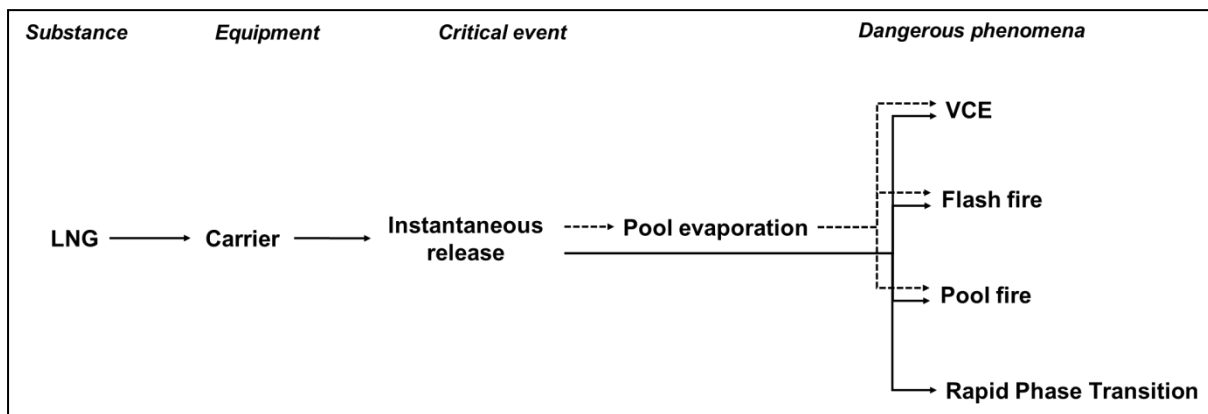 Substance Equipment Critical event Dangerous phenomena
VCE
Flash fire
LNG Carrier Instantaneous release Pool evaporation
Pool fire
Rapid Phase Transition